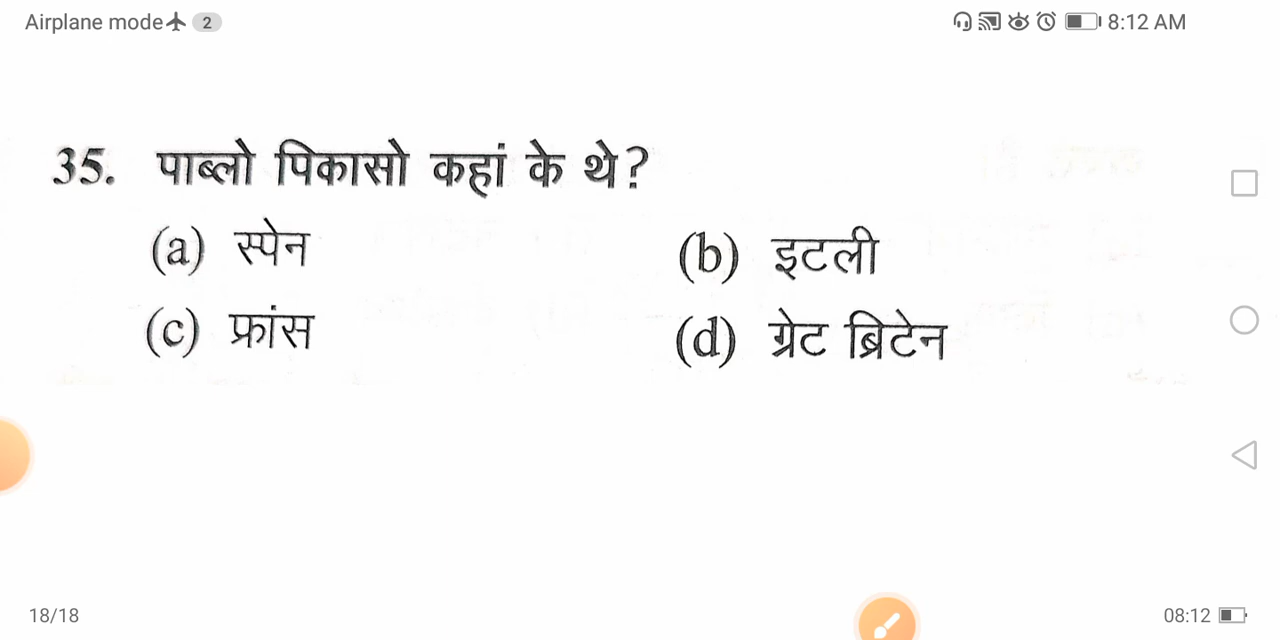 Airplane mode 2 8:12 AM
35. पाब्लो पिकासो कहां के थे?
(a) स्पेन (b) इटली
(c) फ्रांस (d) ग्रेट ब्रिटेन
18/18 08:12